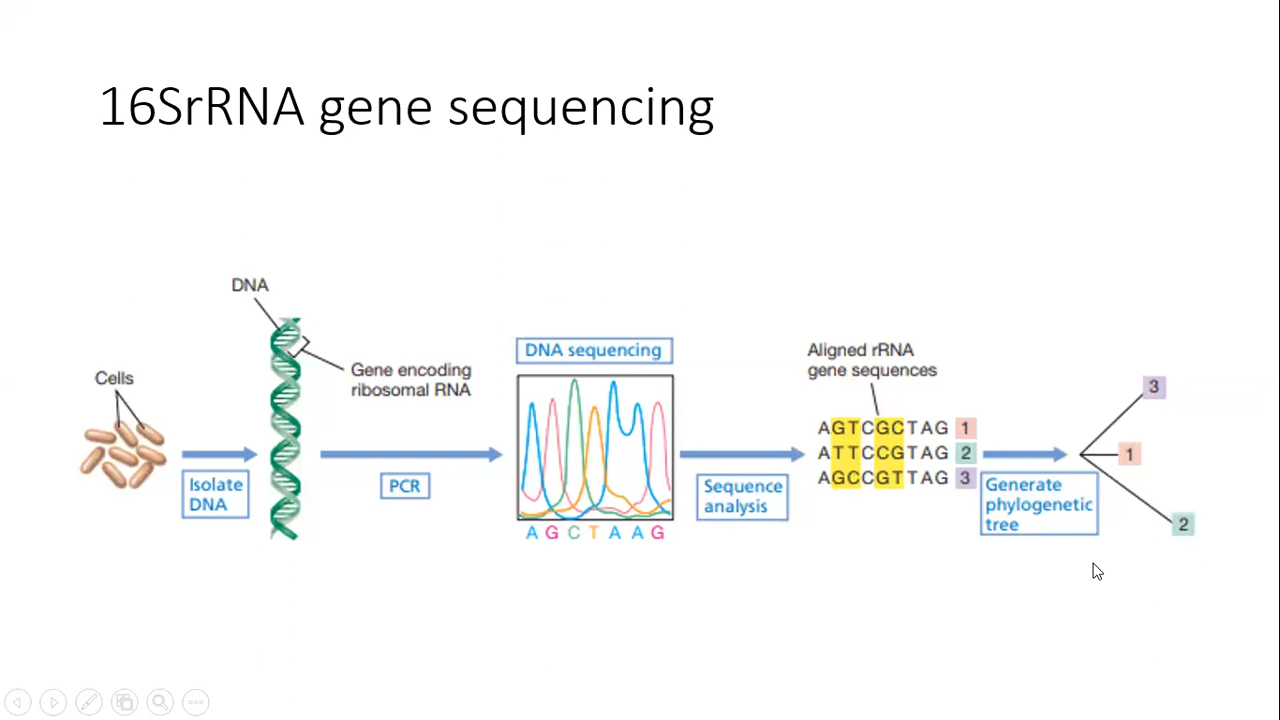 16SrRNA gene sequencing
DNA
Cells
Gene encoding
ribosomal RNA
Isolate
DNA
PCR
DNA sequencing
A G C T A A G
Sequence
analysis
Aligned rRNA
gene sequences
AGTCGCTAG 1
ATTCCGTAG 2
AGCCGTTAG 3
Generate
phylogenetic
tree
3
1
2